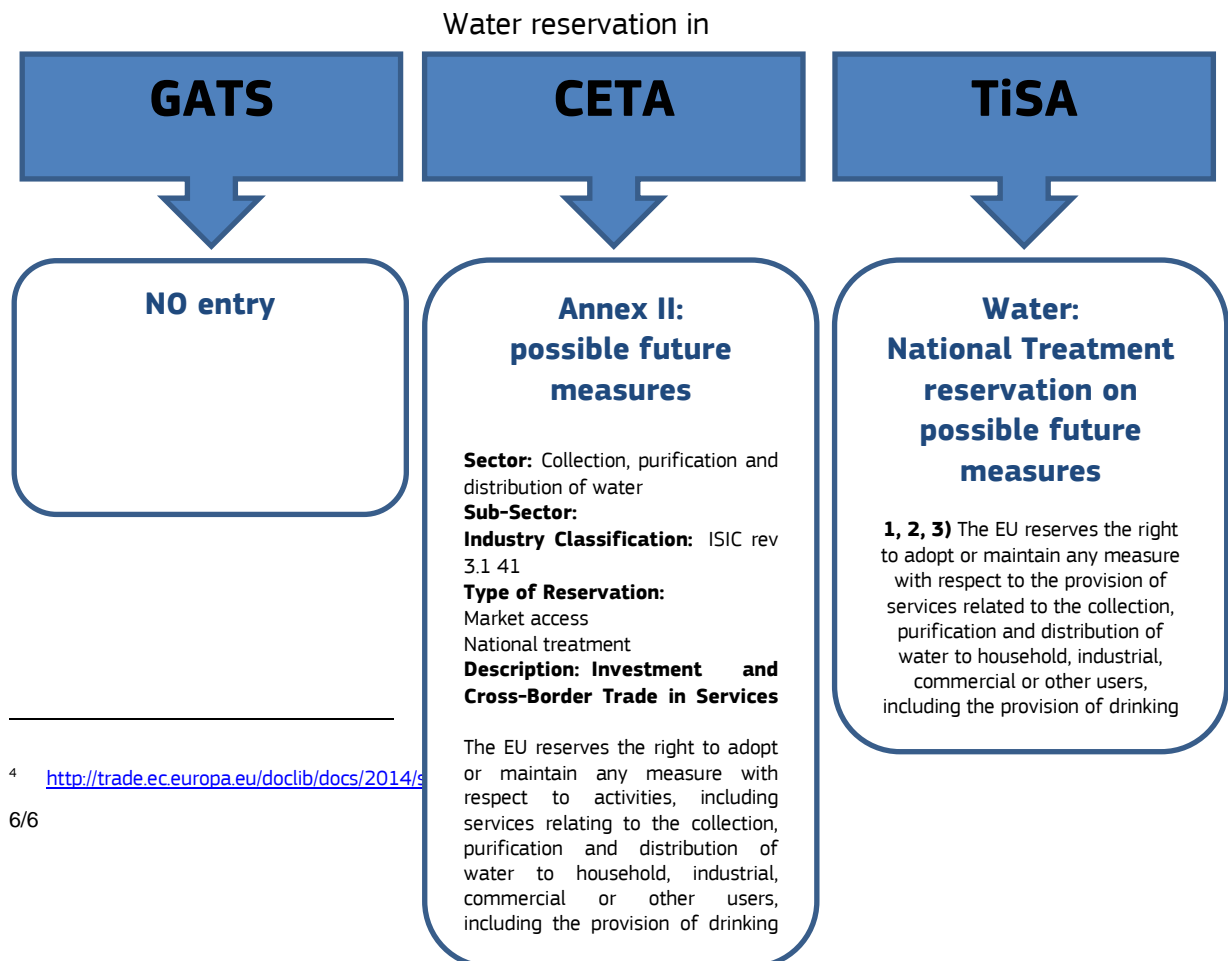 Water reservation in
GATS
CETA
TiSA
NO entry
Annex II:
possible future
measures
Sector: Collection, purification and
distribution of water
Sub-Sector:
Industry Classification: ISIC rev
3.1 41
Type of Reservation:
Market access
National treatment
Description: Investment and
Cross-Border Trade in Services
The EU reserves the right to adopt
or maintain any measure with
respect to activities, including
services relating to the collection,
purification and distribution of
water to household, industrial,
commercial or other users,
including the provision of drinking
Water:
National Treatment
reservation on
possible future
measures
1, 2, 3) The EU reserves the right
to adopt or maintain any measure
with respect to the provision of
services related to the collection,
purification and distribution of
water to household, industrial,
commercial or other users,
including the provision of drinking
4 http://trade.ec.europa.eu/doclib/docs/2014/s
6/6